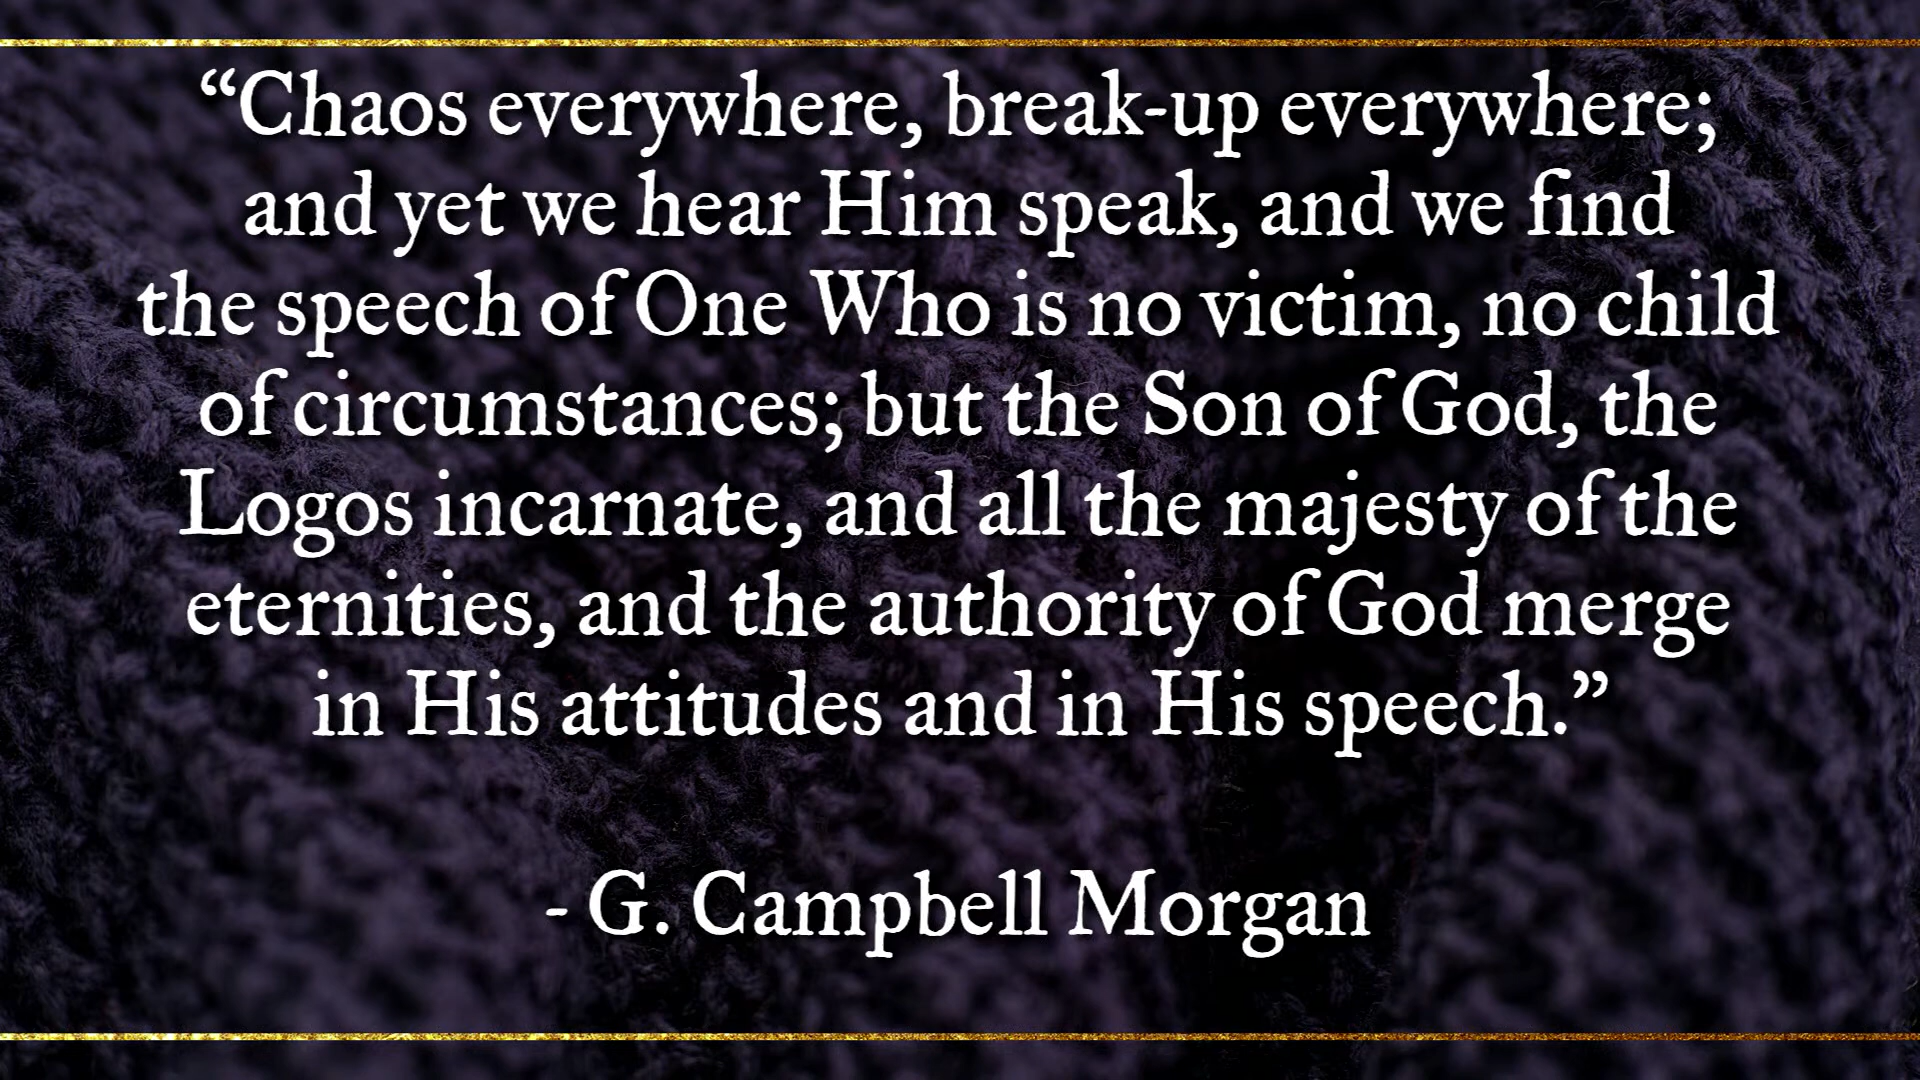 “Chaos everywhere, break-up everywhere;
and yet we hear Him speak, and we find
the speech of One Who is no victim, no child
of circumstances; but the Son of God, the
Logos incarnate, and all the majesty of the
eternities, and the authority of God merge
in His attitudes and in His speech.”
- G. Campbell Morgan